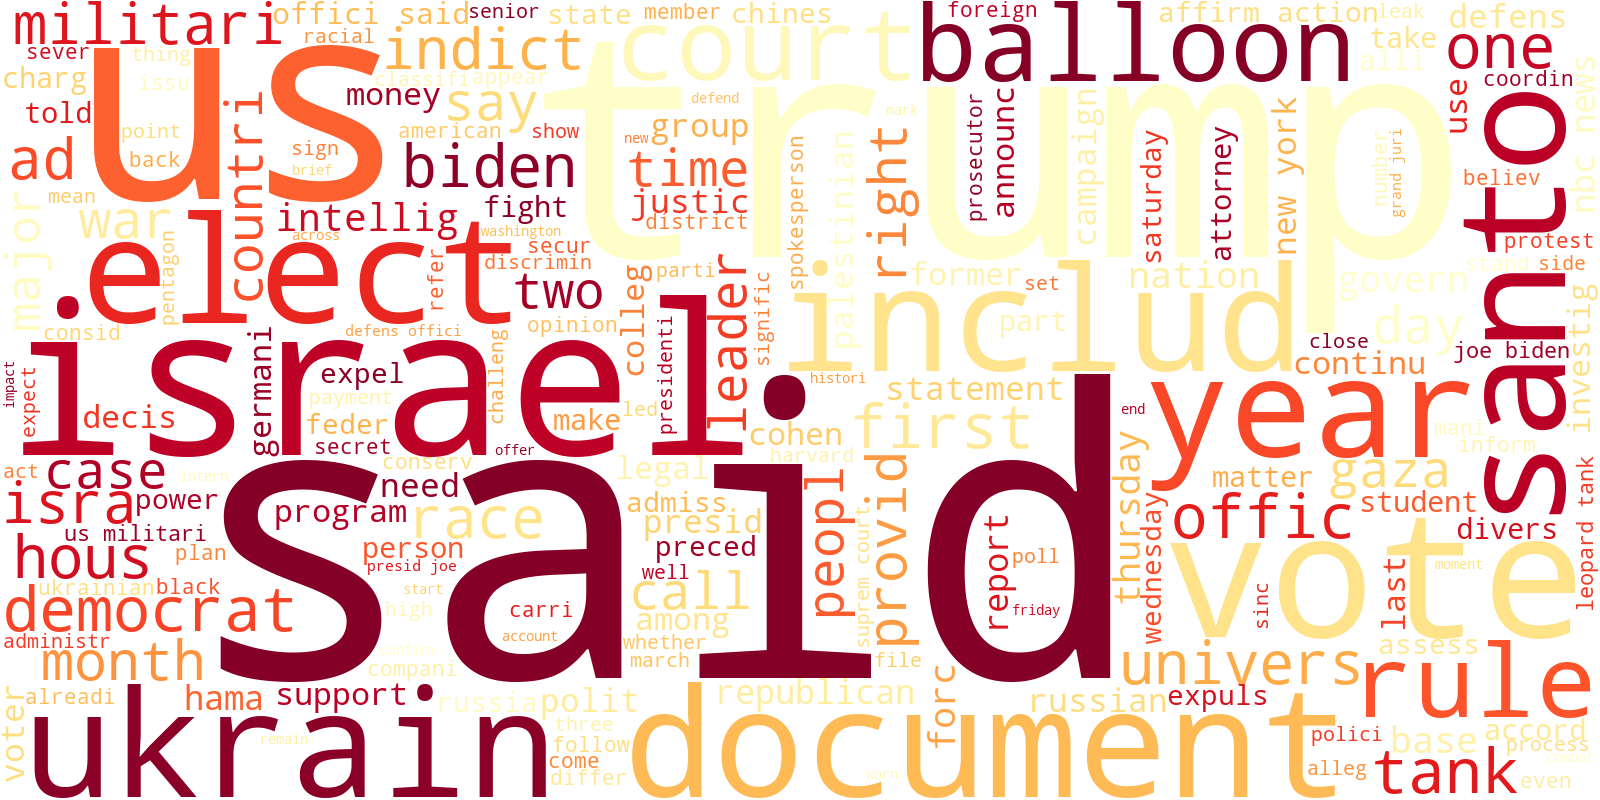 militari
offici said
senior
state
member
chines
foreign
affirm action
leak
defens
sever
thing
racial
indict
court
balloon
take
one
charg
issu
us
classifi
appear
alli
coordin
money
say
defend
trump
mark
told
point
american
show
new
group
prosecutor
announc
campaign
saturday
attorney
new york
number
grand juri
use
santo
news
nbc
ad
back
sign
brief
biden
time
spokesperson
palestinian
right
believ
mean
countri
fight
justic
major
war
intellig
washington
district
elect
across
secur
discrimin
protest
pentagon
refer
two
colleg
parti
leader
signific
former
set
nation
govern
stand
side
consid
defens offici
opinion
includ
part
day
investig
israel
germani
challeng
presidenti
close
joe biden
continu
impact
expect
expel
payment
histori
statement
year
decis
feder
make
led
end
mani
secret
offer
cohen
first
inform
act
case
conserv
legal
harvard
thursday
matter
gaza
leopard tank
intern
need
said
peopl
provid
isra
power
program
race
admiss
presid
suprem court
report
wednesday
offic
student
divers
us militari
hous
plan
person
preced
poll
vote
moment
presid joe
well
ukrainian
black
start
call
high
carri
friday
sinc
last
democrat
among
administr
account
whether
month
confirm
compani
march
file
univers
assess
rule
voter
alreadi
hama
support
russia
polit
republican
forc
russian
expuls
ukrain
three
document
polici
base
accord
remain
follow
process
come
differ
warn
alleg
tank
even
combat